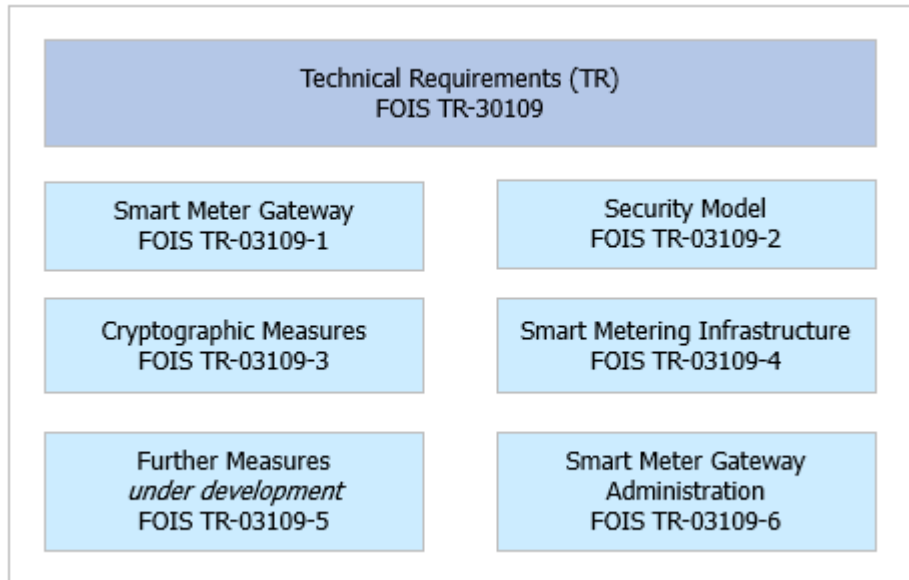 Technical Requirements (TR)
FOIS TR-30109
Smart Meter Gateway
FOIS TR-03109-1
Security Model
FOIS TR-03109-2
Cryptographic Measures
FOIS TR-03109-3
Smart Metering Infrastructure
FOIS TR-03109-4
Further Measures
under development
FOIS TR-03109-5
Smart Meter Gateway
Administration
FOIS TR-03109-6